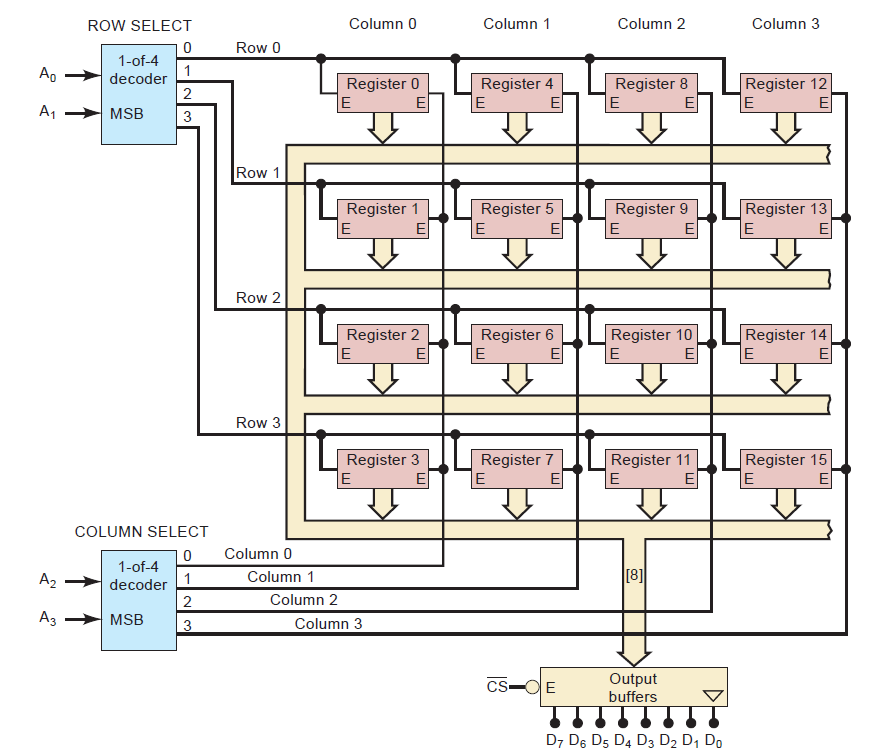 ROW SELECT
Column 0 Column 1 Column 2 Column 3
1-of-4
decoder
MSB
A0
A1
0
1
2
3
Row 0
Register 0
E E
Register 4
E E
Register 8
E E
Register 12
E E
Row 1
Register 1
E E
Register 5
E E
Register 9
E E
Register 13
E E
Row 2
Register 2
E E
Register 6
E E
Register 10
E E
Register 14
E E
Row 3
Register 3
E E
Register 7
E E
Register 11
E E
Register 15
E E
COLUMN SELECT
1-of-4
decoder
MSB
A2
A3
0
1
2
3
Column 0
Column 1
Column 2
Column 3
[8]
C̅S̅
E
Output
buffers
D7 D6 D5 D4 D3 D2 D1 D0